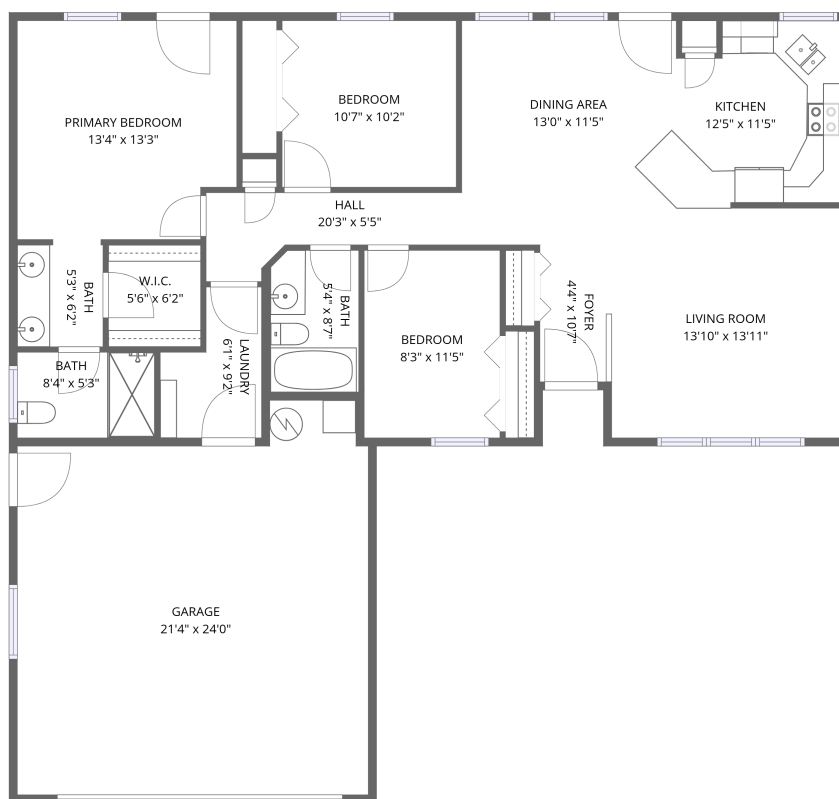 PRIMARY BEDROOM
13'4" x 13'3"
BEDROOM
10'7" x 10'2"
DINING AREA
13'0" x 11'5"
KITCHEN
12'5" x 11'5"
HALL
20'3" x 5'5"
BATH
5'3" x 6'2"
W.I.C.
5'6" x 6'2"
BATH
5'4" x 8'7"
FOYER
4'4" x 10'7"
LIVING ROOM
13'10" x 13'11"
BEDROOM
8'3" x 11'5"
LAUNDRY
6'1" x 9'2"
BATH
8'4" x 5'3"
GARAGE
21'4" x 24'0"